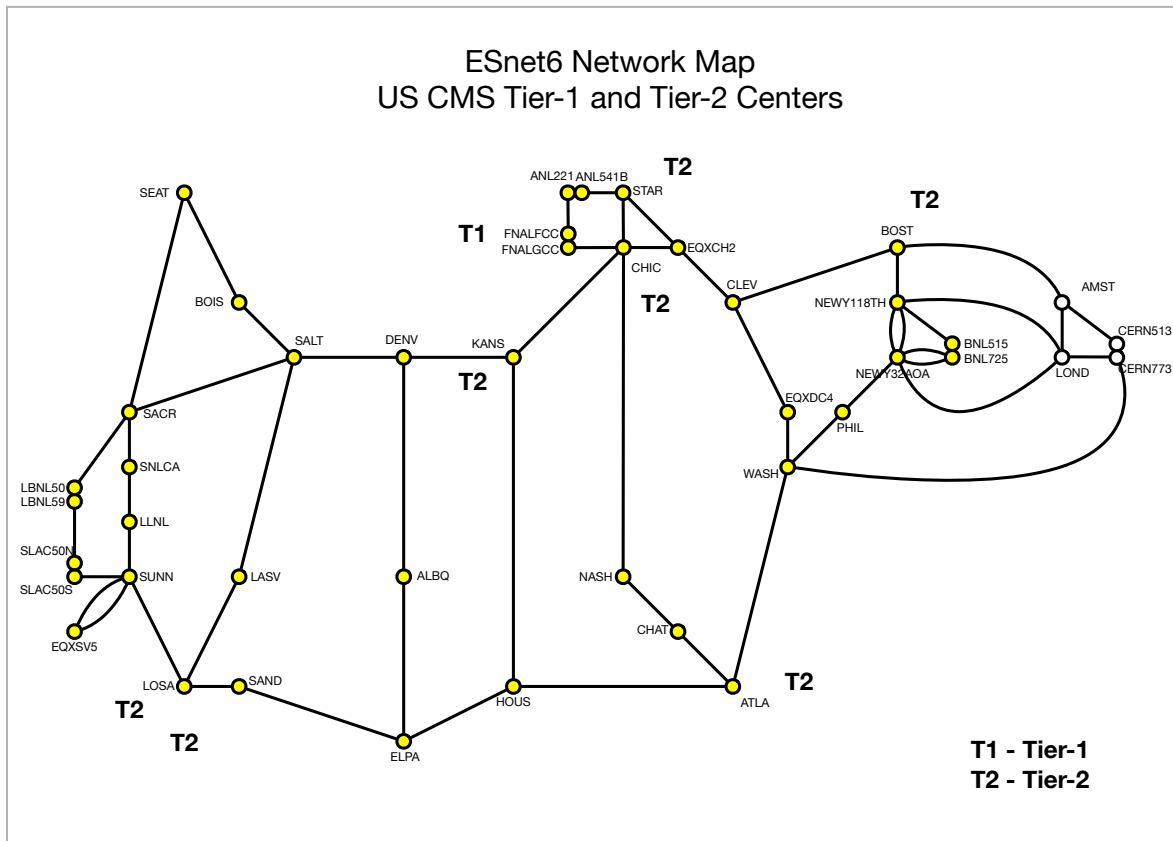 ESnet6 Network Map
US CMS Tier-1 and Tier-2 Centers
T2
ANL221 ANL541B
SEAT
STAR
T2
T1
FNALFCC
BOST
FNALGCC
EQXCH2
CHIC
AMST
BOIS
T2
CLEV
NEWY118TH
CERN513
SALT
DENV
KANS
BNL515
BNL725
CERN773
T2
NEWY32AOA
LOND
EQXDC4
SACR
PHIL
SNLCA
WASH
LBNL50
LBNL59
LLNL
SLAC50N
SUNN
LASV
ALBQ
NASH
SLAC50S
CHAT
EQXSV5
LOSA
SAND
T2
HOUS
ATLA
T2
T2
ELPA
T1 - Tier-1
T2 - Tier-2